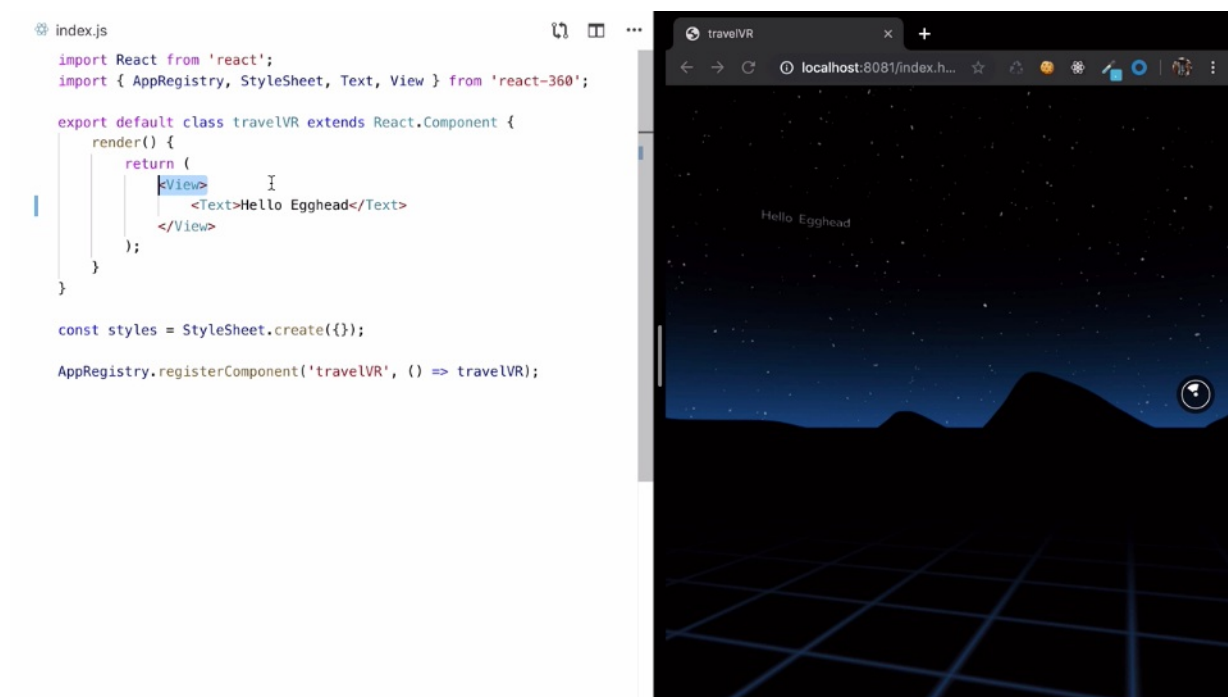 index.js
import React from 'react';
import { AppRegistry, StyleSheet, Text, View } from 'react-360';
export default class travelVR extends React.Component {
render() {
return (
<View>
<Text>Hello Egghead</Text>
</View>
);
}
}
const styles = StyleSheet.create({});
AppRegistry.registerComponent('travelVR', () => travelVR);
travelVR
localhost:8081/index.h...
Hello Egghead